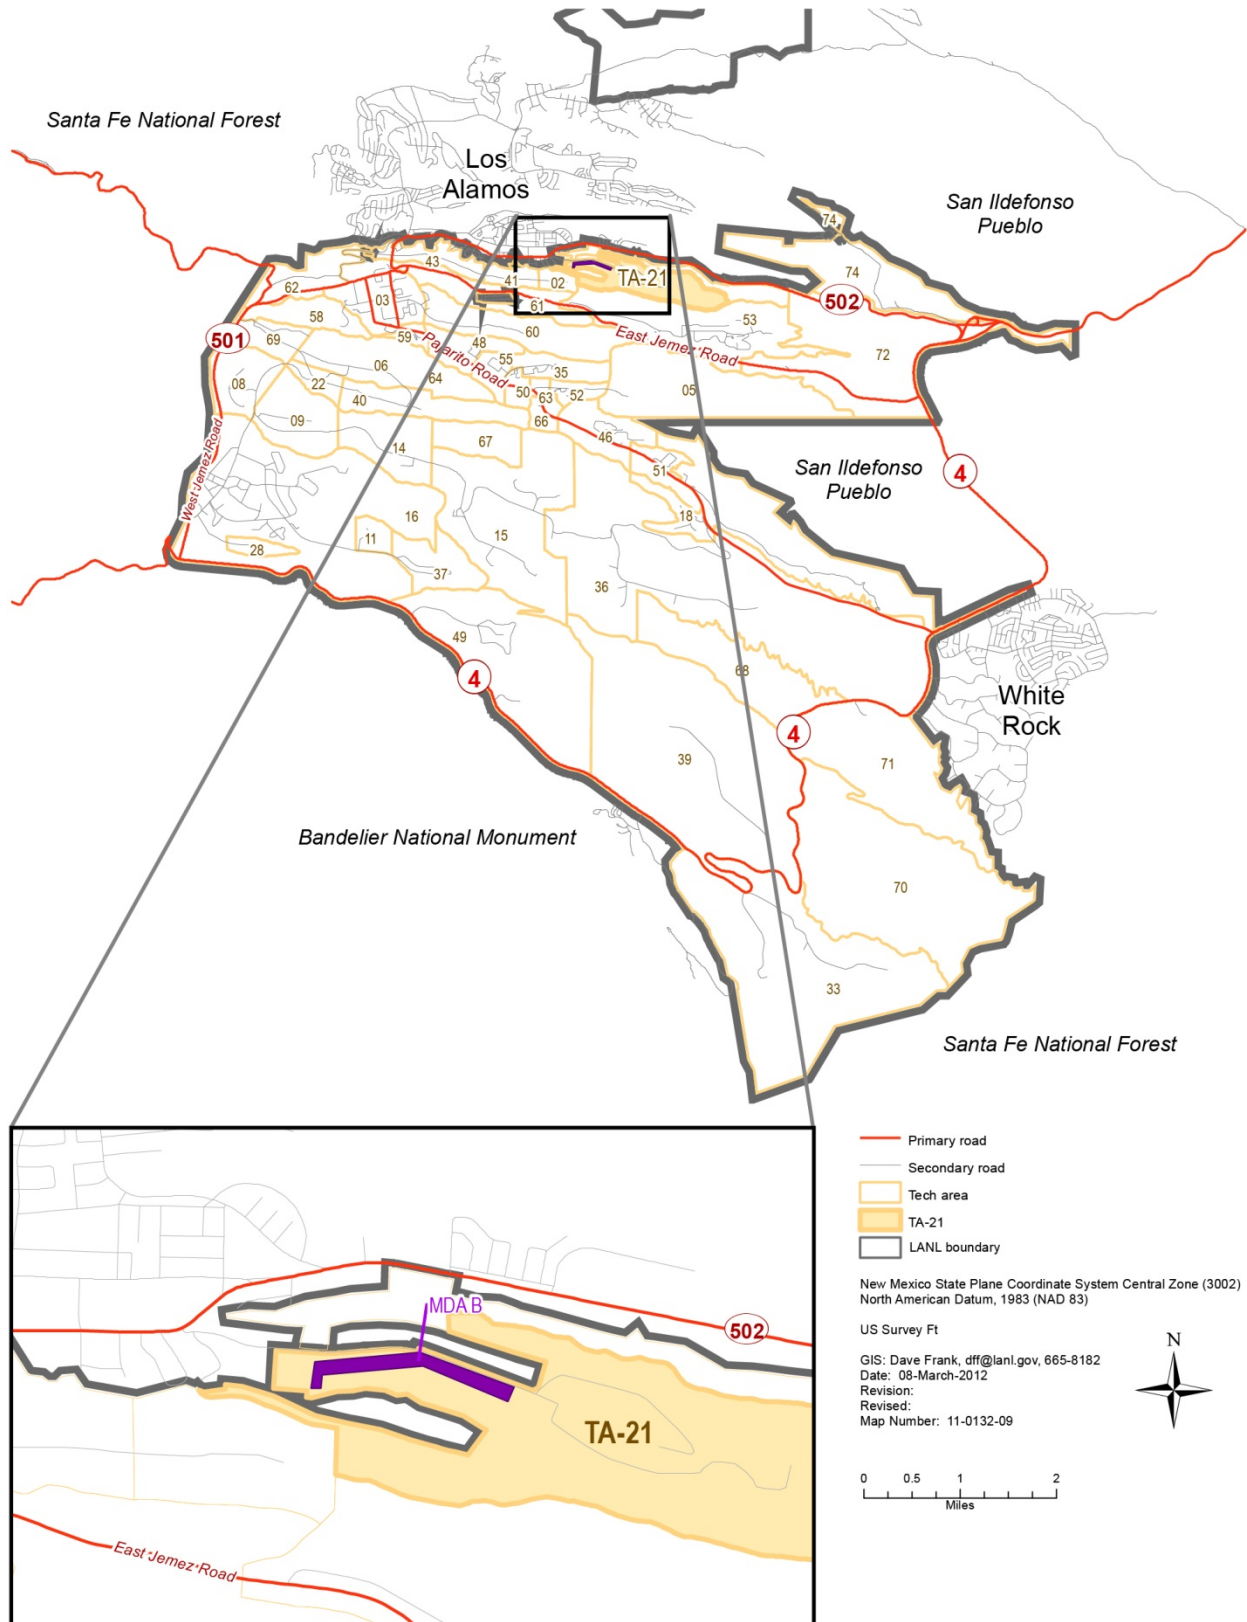 Santa Fe National Forest
Los
Alamos
San Ildefonso
Pueblo
74
74
43
41
02
TA-21
62
03
61
502
53
501
58
60
59
48
East Jemez Road
69
Pajarito Road
72
55
06
35
08
22
64
05
50
63
52
40
09
66
46
14
67
San Ildefonso
Pueblo
4
51
West Jemez Road
16
18
11
15
28
37
36
49
68
4
White
Rock
4
39
71
Bandelier National Monument
70
33
Santa Fe National Forest
MDA B
502
TA-21
East Jemez Road
Primary road
Secondary road
Tech area
TA-21
LANL boundary
New Mexico State Plane Coordinate System Central Zone (3002)
North American Datum, 1983 (NAD 83)
US Survey Ft
GIS: Dave Frank, dff@lanl.gov, 665-8182
Date: 08-March-2012
Revision:
Revised:
Map Number: 11-0132-09
N
0 0.5 1 2
Miles